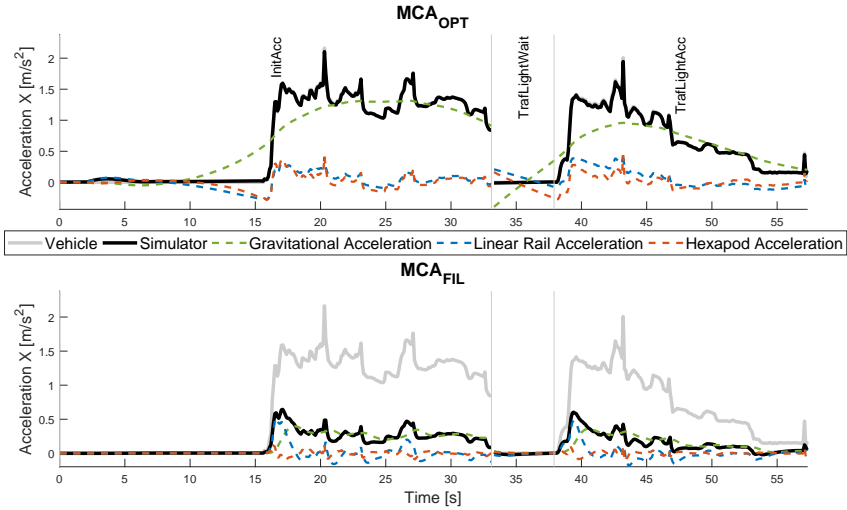 MCA_OPT
Acceleration X [m/s²]
2
1.5
1
0.5
0
InitAcc
TrafLightWait
TrafLightAcc
0 5 10 15 20 25 30 35 40 45 50 55
Vehicle Simulator Gravitational Acceleration Linear Rail Acceleration Hexapod Acceleration
MCA_FIL
Acceleration X [m/s²]
2
1.5
1
0.5
0
0 5 10 15 20 25 30 35 40 45 50 55
Time [s]